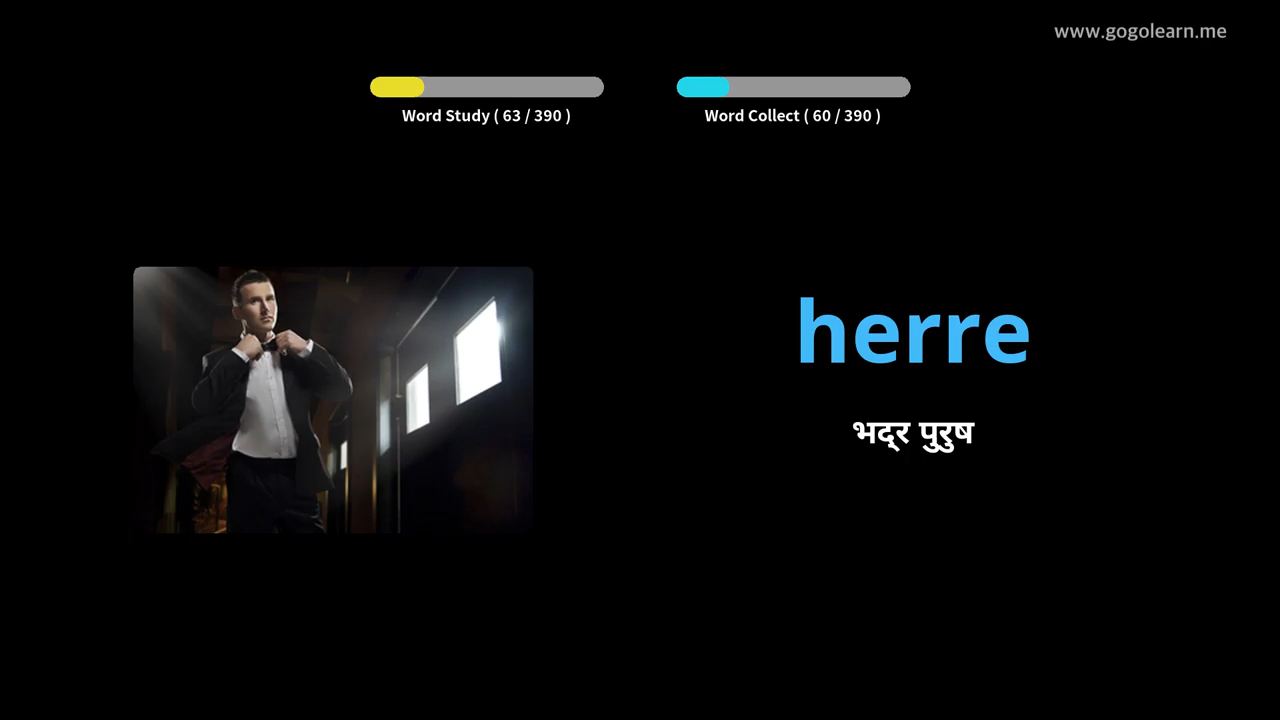 www.gogolearn.me
Word Study ( 63 / 390 )
Word Collect ( 60 / 390 )
herre
भद्र पुरुष